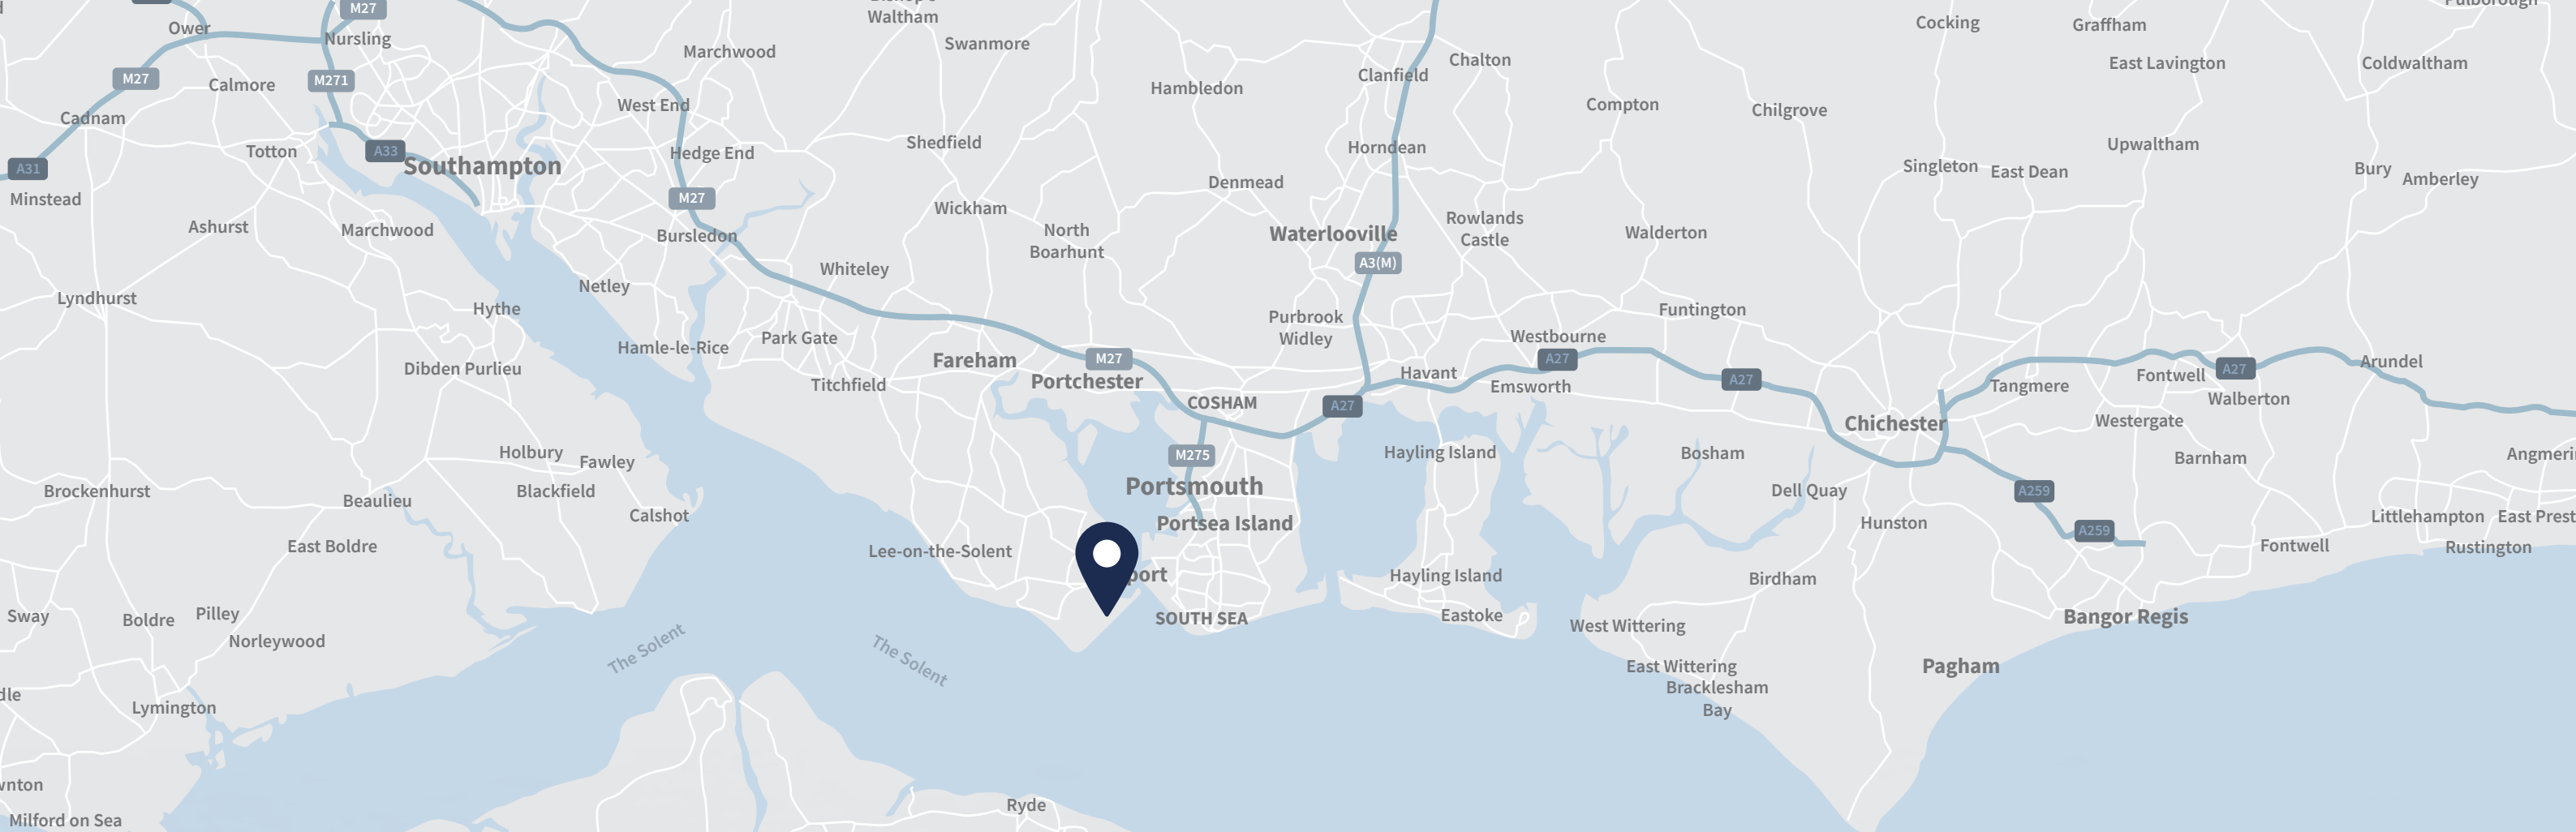 M27
Ower
Nursling
Waltham
Swanmore
Marchwood
Cocking
Graffham
Chalton
Clanfield
East Lavington
Coldwaltham
M27
M271
Calmore
Hambledon
West End
Compton
Chilgrove
Cadnam
Totton
A33
Southampton
Hedge End
Shedfield
Horndean
Upwaltham
A31
Minstead
Singleton
East Dean
Bury
Amberley
Denmead
M27
Wickham
Ashurst
Marchwood
Bursledon
North
Boarhunt
Waterlooville
Rowlands
Castle
Walderton
A3(M)
Whiteley
Netley
Lyndhurst
Hythe
Purbrook
Widley
Funtington
Park Gate
Hamle-le-Rice
Westbourne
Fareham
M27
A27
Arundel
Dibden Purlieu
Titchfield
Portchester
Havant
Emsworth
A27
Tangmere
Fontwell
A27
Walberton
COSHAM
A27
Chichester
Westergate
Holbury
Fawley
M275
Hayling Island
Bosham
Barnham
Brockenhurst
Beaulieu
Blackfield
Calshot
Portsmouth
Dell Quay
A259
Portsea Island
Hunston
Littlehampton
East Prest
A259
East Boldre
Lee-on-the-Solent
Fontwell
Rustington
port
Hayling Island
Birdham
Sway
Boldre
Pilley
Norleywood
SOUTH SEA
Eastoke
West Wittering
Bangor Regis
The Solent
The Solent
East Wittering
Bracklesham
Bay
Pagham
Lymington
Ryde
Milford on Sea